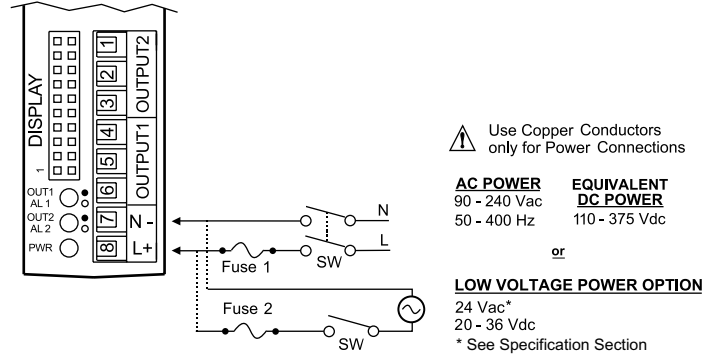 DISPLAY
1
1
2
3
4
5
6
7
8
OUTPUT2
OUTPUT1
OUT1
AL 1
OUT2
AL 2
PWR
N -
L+
N
L
Fuse 1
SW
Fuse 2
SW
Use Copper Conductors
only for Power Connections
AC POWER
90 - 240 Vac
50 - 400 Hz
EQUIVALENT
DC POWER
110 - 375 Vdc
or
LOW VOLTAGE POWER OPTION
24 Vac*
20 - 36 Vdc
* See Specification Section